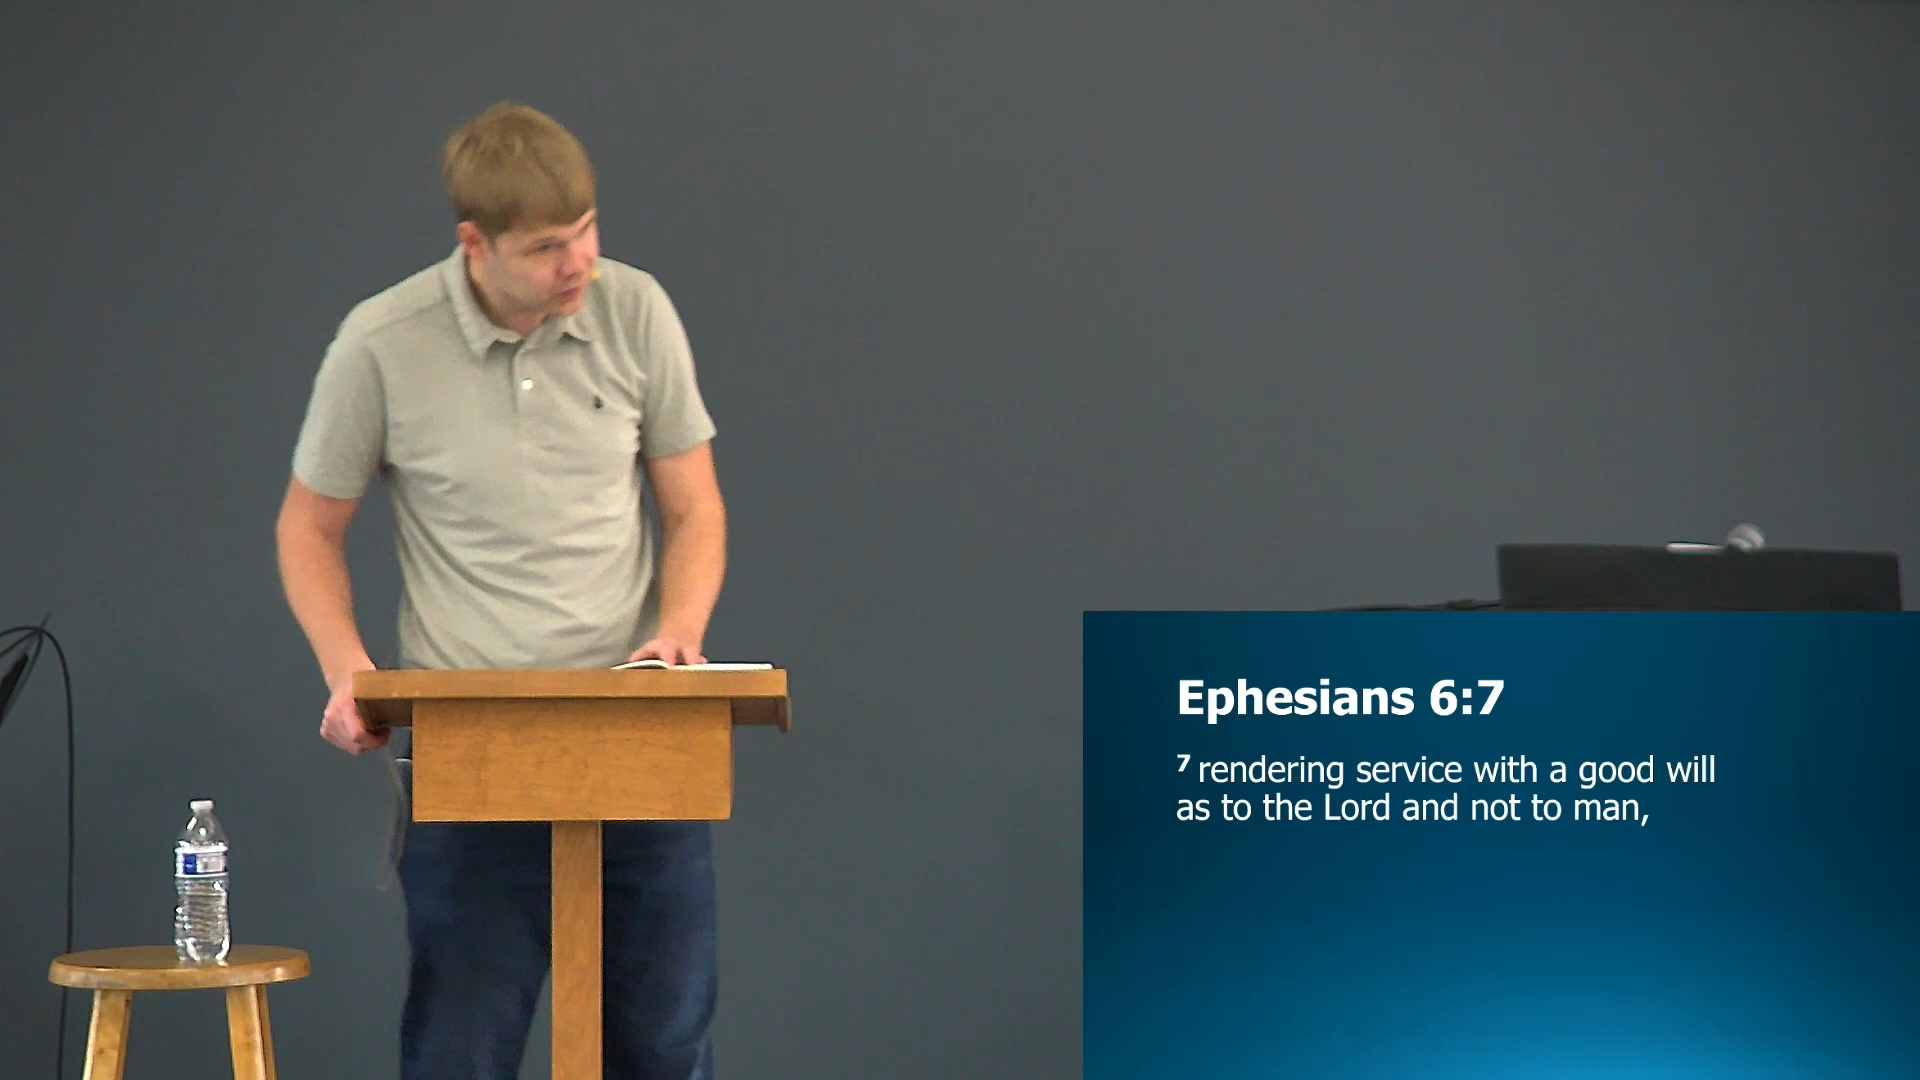 Ephesians 6:7
⁷ rendering service with a good will
as to the Lord and not to man,